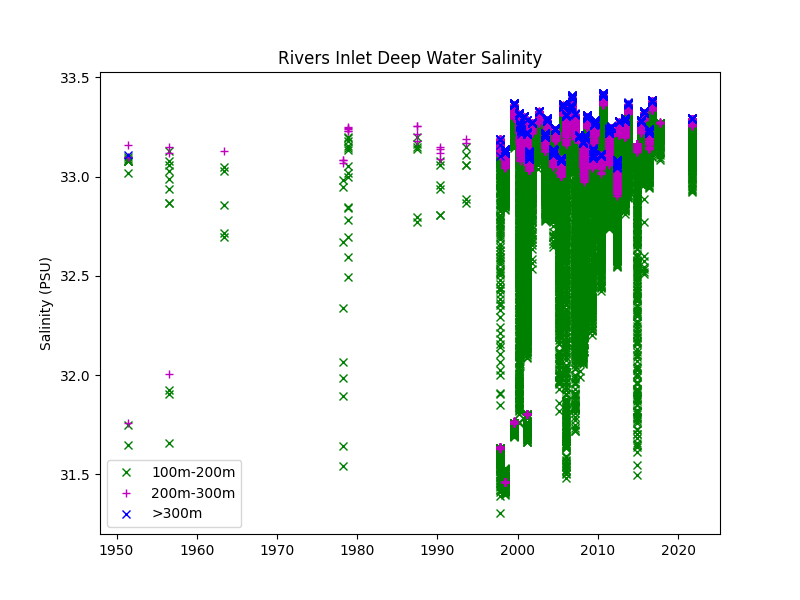 Rivers Inlet Deep Water Salinity
Salinity (PSU)
33.5
33.0
32.5
32.0
31.5
100m-200m
200m-300m
>300m
1950 1960 1970 1980 1990 2000 2010 2020